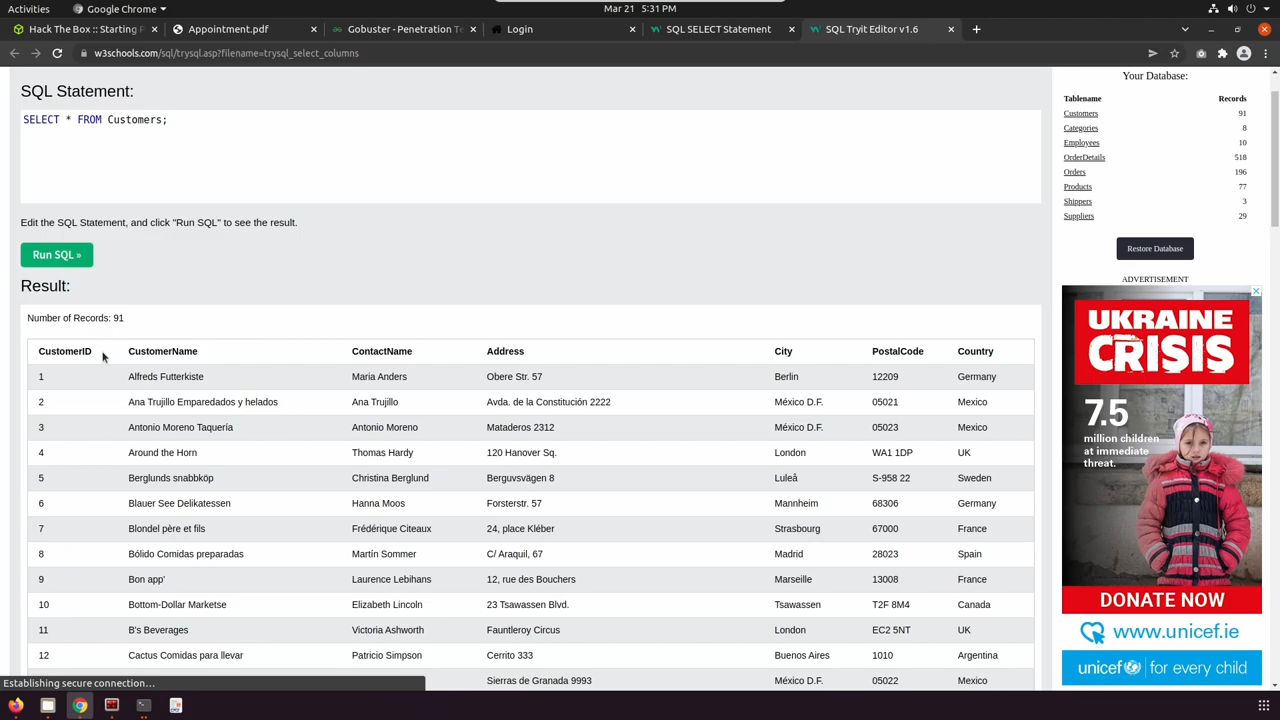 Activities
Google Chrome
Mar 21 5:31 PM
Hack The Box :: Starting P
Appointment.pdf
Gobuster - Penetration Te
Login
SQL SELECT Statement
SQL Tryit Editor v1.6
w3schools.com/sql/trysql.asp?filename=trysql_select_columns
SQL Statement:
SELECT * FROM Customers;
Edit the SQL Statement, and click "Run SQL" to see the result.
Run SQL »
Result:
Number of Records: 91
CustomerID CustomerName ContactName Address City PostalCode Country
1 Alfreds Futterkiste Maria Anders Obere Str. 57 Berlin 12209 Germany
2 Ana Trujillo Emparedados y helados Ana Trujillo Avda. de la Constitución 2222 México D.F. 05021 Mexico
3 Antonio Moreno Taquería Antonio Moreno Mataderos 2312 México D.F. 05023 Mexico
4 Around the Horn Thomas Hardy 120 Hanover Sq. London WA1 1DP UK
5 Berglunds snabbköp Christina Berglund Berguvsvägen 8 Luleå S-958 22 Sweden
6 Blauer See Delikatessen Hanna Moos Forsterstr. 57 Mannheim 68306 Germany
7 Blondel père et fils Frédérique Citeaux 24, place Kléber Strasbourg 67000 France
8 Bólido Comidas preparadas Martín Sommer C/ Araquil, 67 Madrid 28023 Spain
9 Bon app' Laurence Lebihans 12, rue des Bouchers Marseille 13008 France
10 Bottom-Dollar Marketse Elizabeth Lincoln 23 Tsawassen Blvd. Tsawassen T2F 8M4 Canada
11 B's Beverages Victoria Ashworth Fauntleroy Circus London EC2 5NT UK
12 Cactus Comidas para llevar Patricio Simpson Cerrito 333 Buenos Aires 1010 Argentina
Sierras de Granada 9993 México D.F. 05022 Mexico
Establishing secure connection...
Your Database:
Tablename Records
Customers 91
Categories 8
Employees 10
OrderDetails 518
Orders 196
Products 77
Shippers 3
Suppliers 29
Restore Database
ADVERTISEMENT
UKRAINE
CRISIS
7.5
million children
at immediate
threat.
DONATE NOW
www.unicef.ie
unicef for every child